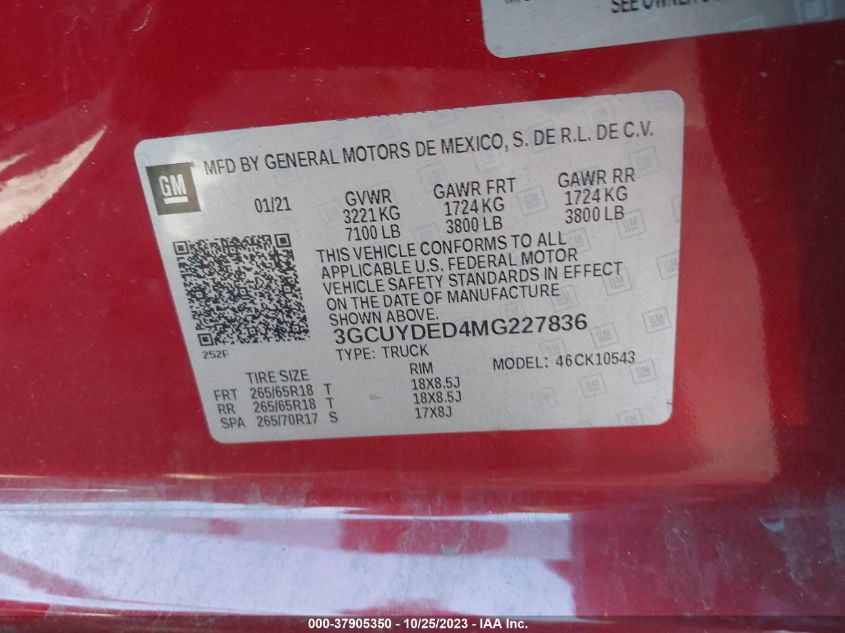 SEE OWNER
GM
MFD BY GENERAL MOTORS DE MEXICO, S. DE R.L. DE C.V.
01/21 GVWR GAWR FRT GAWR RR
3221 KG 1724 KG 1724 KG
7100 LB 3800 LB 3800 LB
THIS VEHICLE CONFORMS TO ALL
APPLICABLE U.S. FEDERAL MOTOR
VEHICLE SAFETY STANDARDS IN EFFECT
ON THE DATE OF MANUFACTURE
SHOWN ABOVE.
3GCUYDED4MG227836
252F
TYPE: TRUCK MODEL: 46CK10543
TIRE SIZE RIM
FRT 265/65R18 T 18X8.5J
RR 265/65R18 T 18X8.5J
SPA 265/70R17 S 17X8J
000-37905350 - 10/25/2023 - IAA Inc.